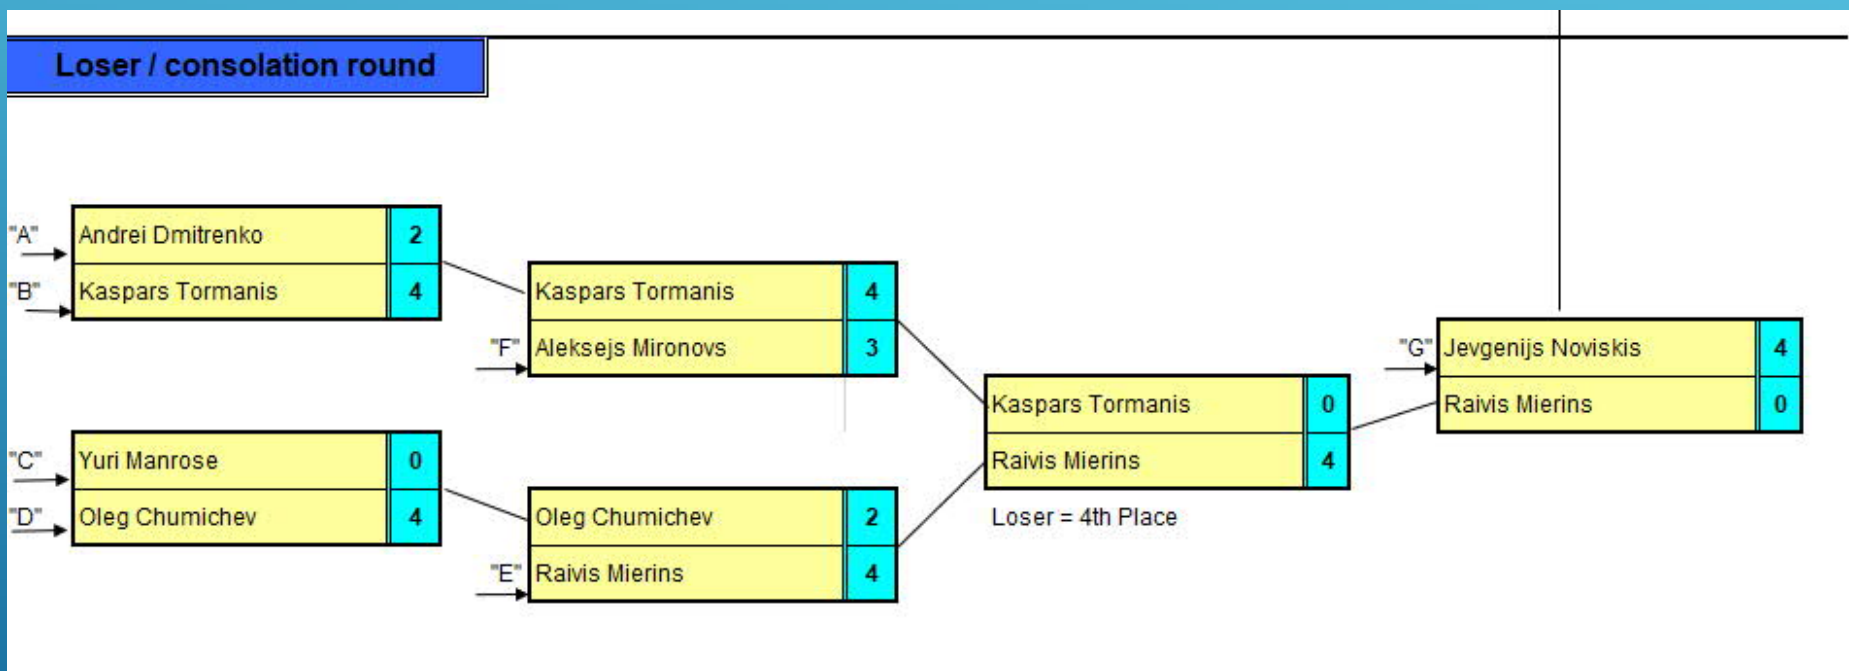 Loser / consolation round
"A" Andrei Dmitrenko 2
"B" Kaspars Tormanis 4
Kaspars Tormanis 4
"F" Aleksejs Mironovs 3
"G" Jevgenijs Noviskis 4
Kaspars Tormanis 0
Raivis Mierins 0
"C" Yuri Manrose 0
Raivis Mierins 4
"D" Oleg Chumichev 4
Oleg Chumichev 2
Loser = 4th Place
"E" Raivis Mierins 4